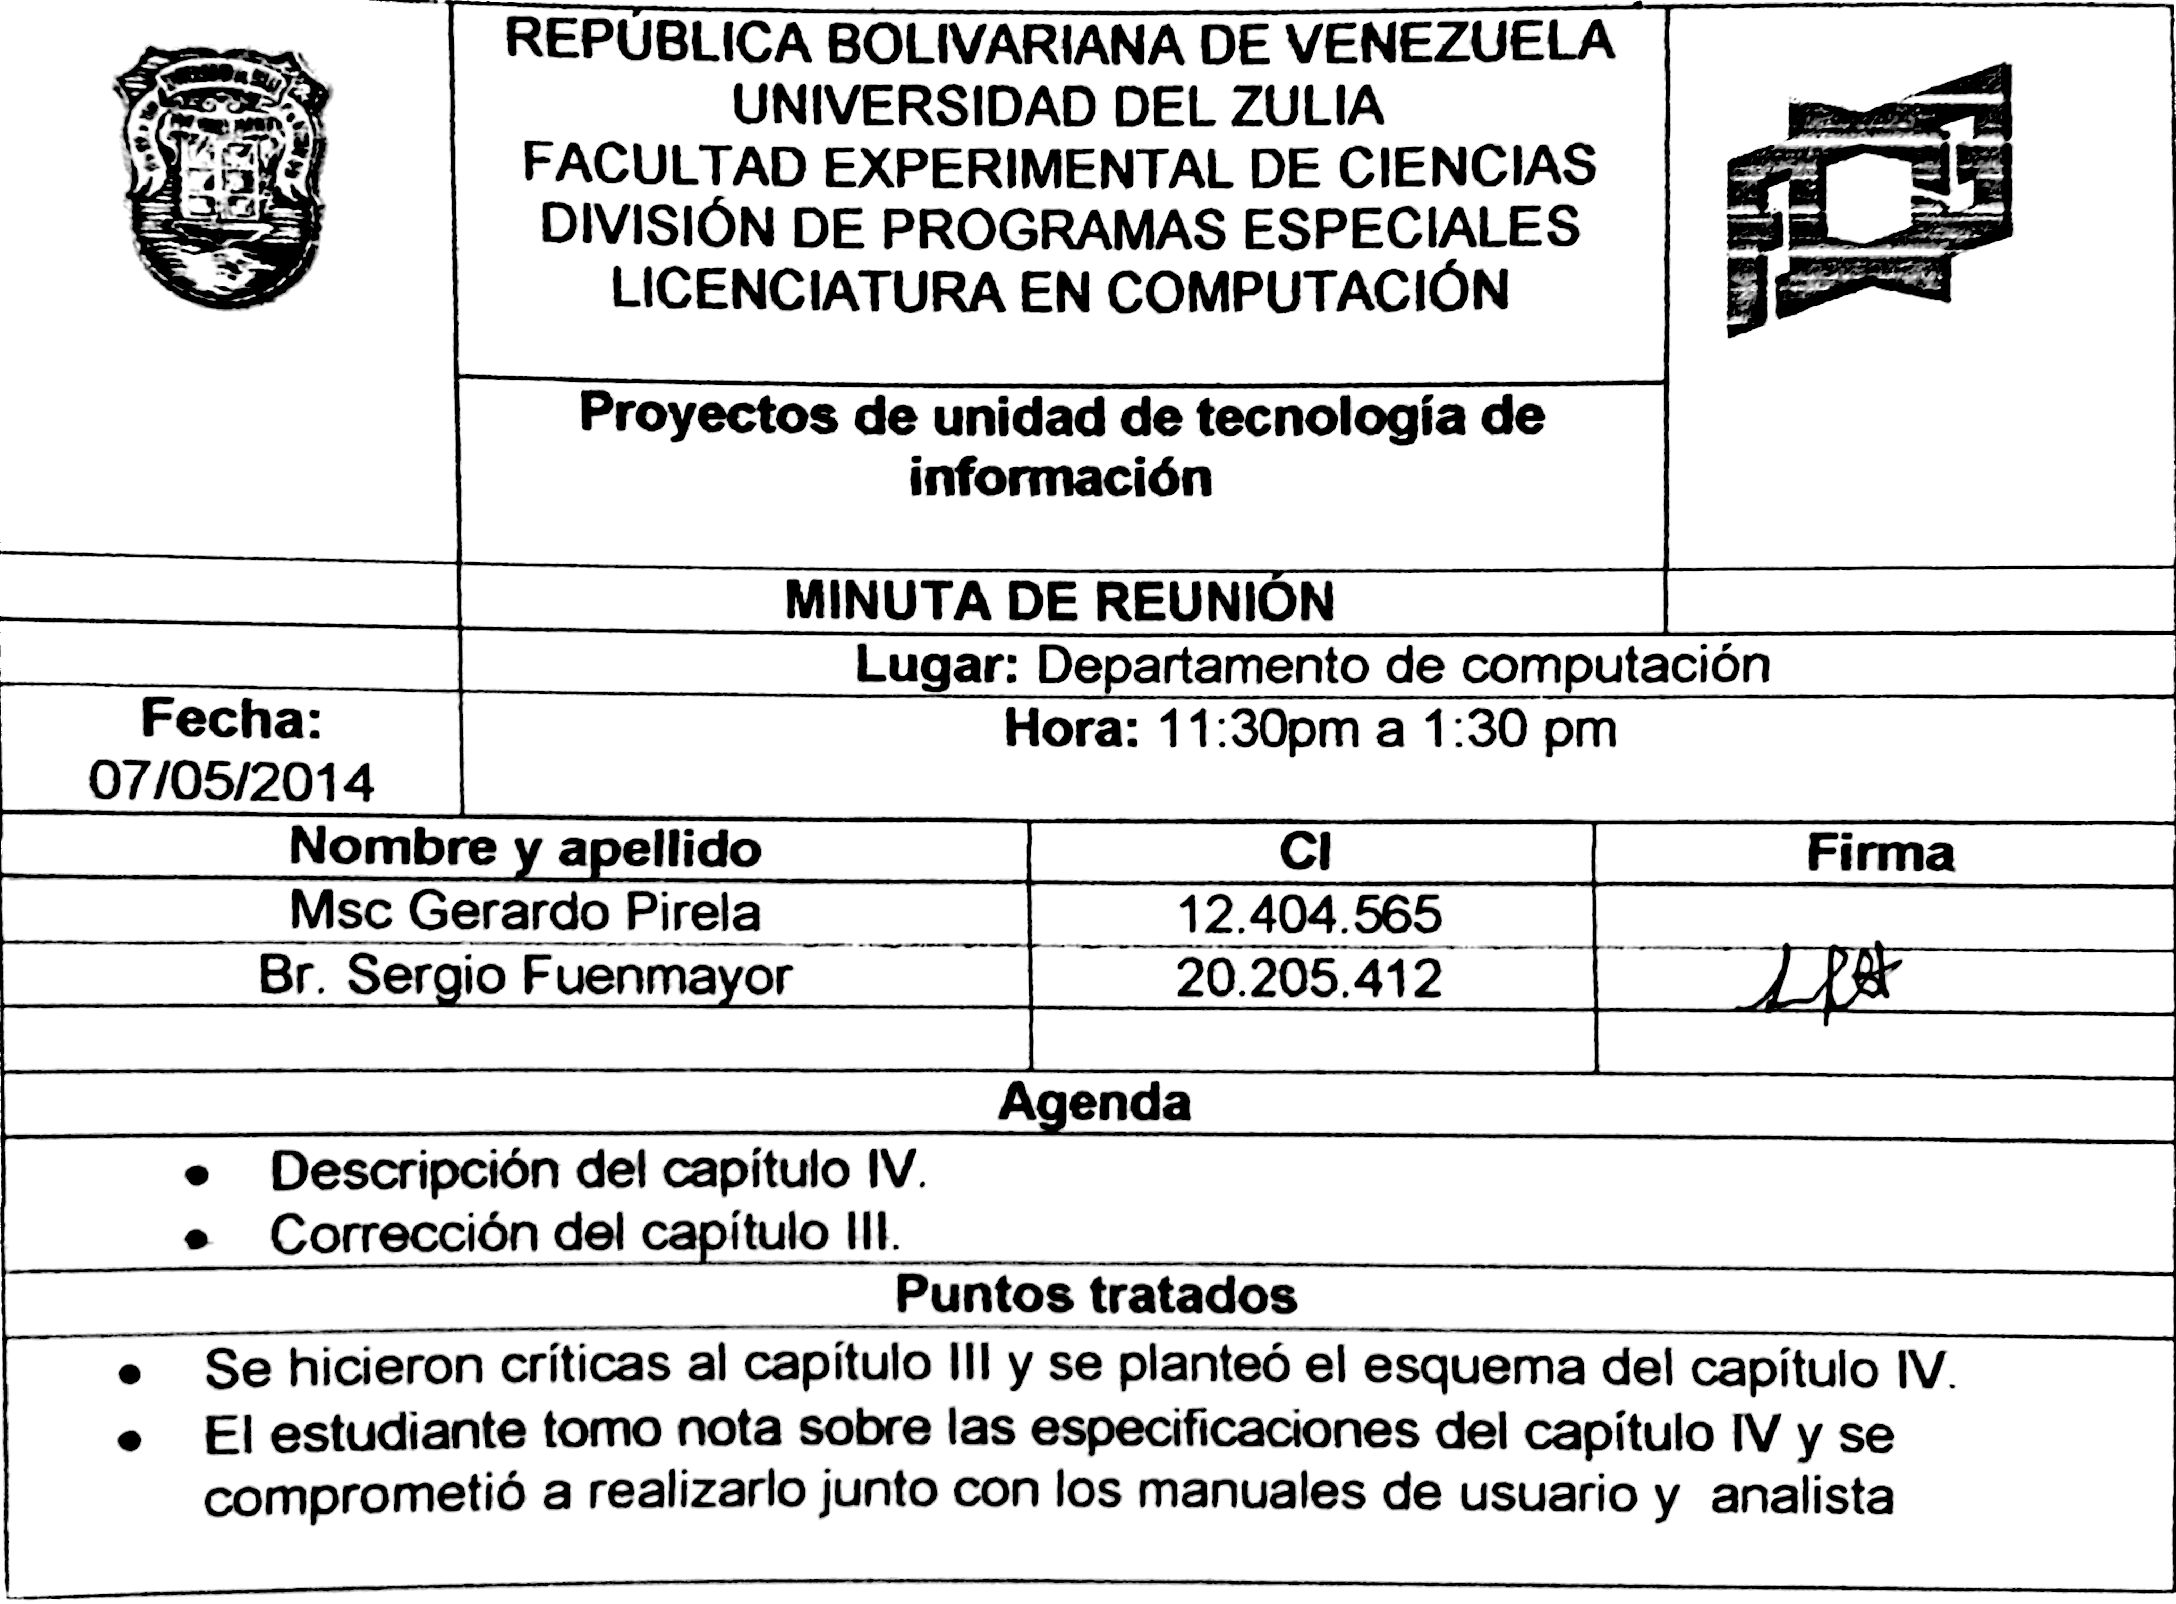 REPÚBLICA BOLIVARIANA DE VENEZUELA
UNIVERSIDAD DEL ZULIA
FACULTAD EXPERIMENTAL DE CIENCIAS
DIVISIÓN DE PROGRAMAS ESPECIALES
LICENCIATURA EN COMPUTACIÓN
Proyectos de unidad de tecnología de
información
MINUTA DE REUNIÓN
Lugar: Departamento de computación
Fecha:
07/05/2014
Hora: 11:30pm a 1:30 pm
Nombre y apellido CI Firma
Msc Gerardo Pirela 12.404.565
Br. Sergio Fuenmayor 20.205.412
Agenda
• Descripción del capítulo IV.
• Corrección del capítulo III.
Puntos tratados
• Se hicieron críticas al capítulo III y se planteó el esquema del capítulo IV.
• El estudiante tomo nota sobre las especificaciones del capítulo IV y se
comprometió a realizarlo junto con los manuales de usuario y analista